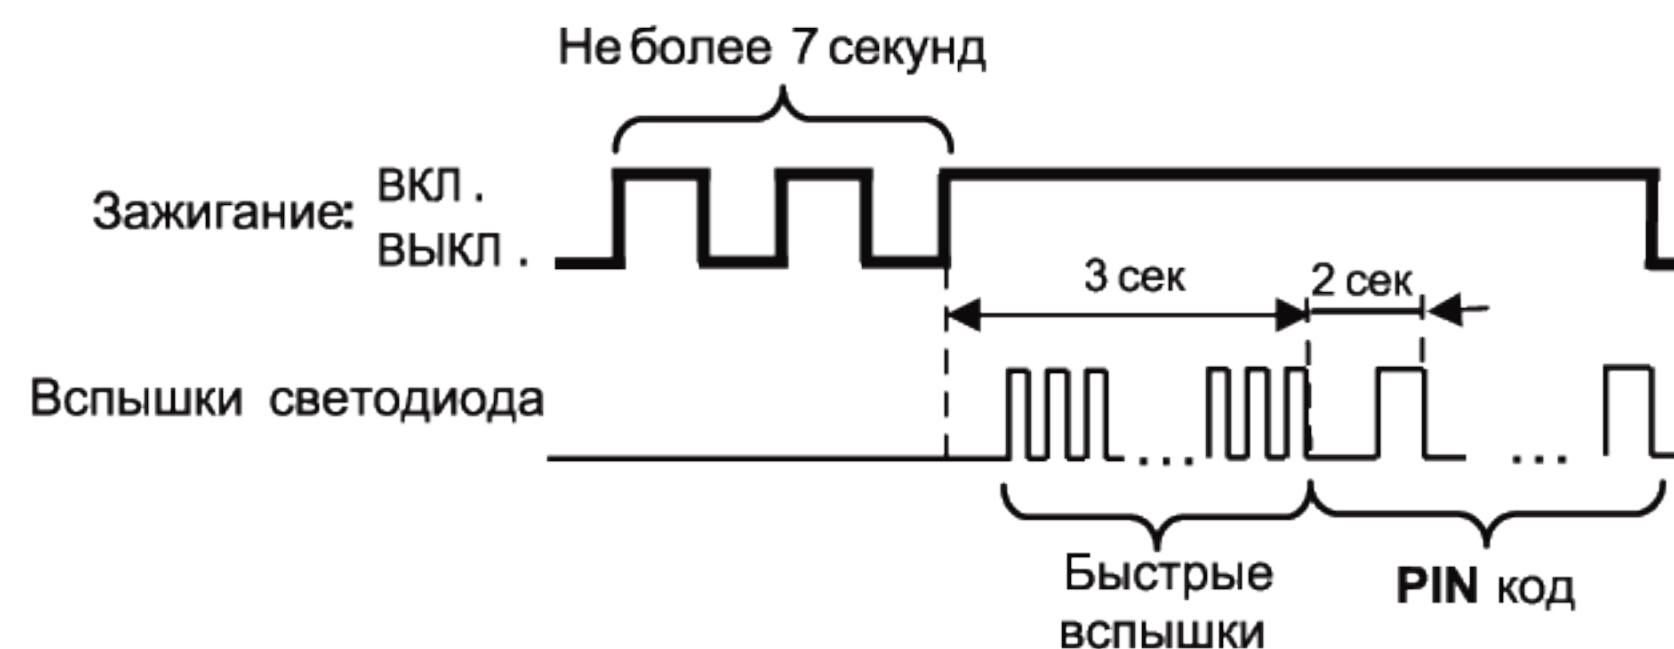 Не более 7 секунд
Зажигание:
ВКЛ.
ВЫКЛ.
3 сек
2 сек
Вспышки светодиода
...
...
Быстрые
вспышки
PIN код